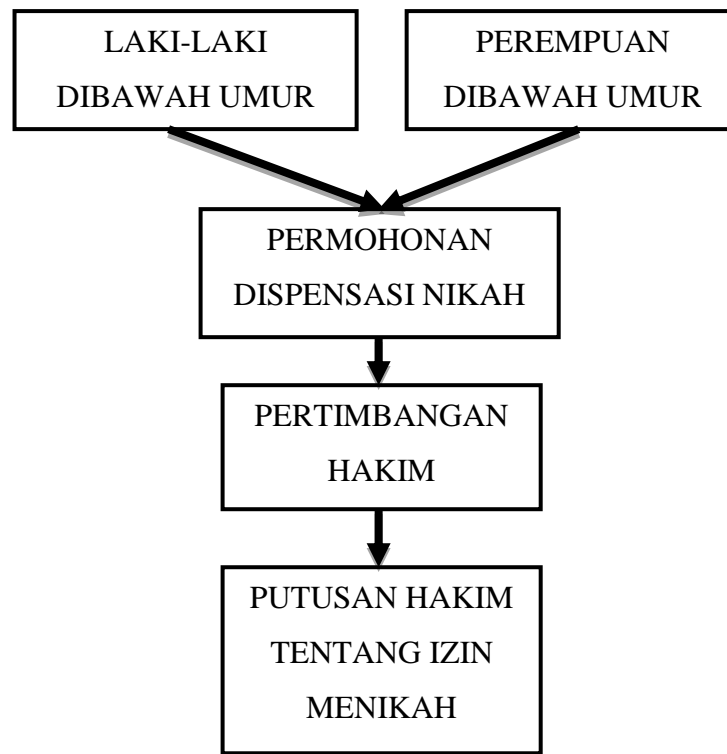 LAKI-LAKI
DIBAWAH UMUR
PEREMPUAN
DIBAWAH UMUR
PERMOHONAN
DISPENSASI NIKAH
PERTIMBANGAN
HAKIM
PUTUSAN HAKIM
TENTANG IZIN
MENIKAH